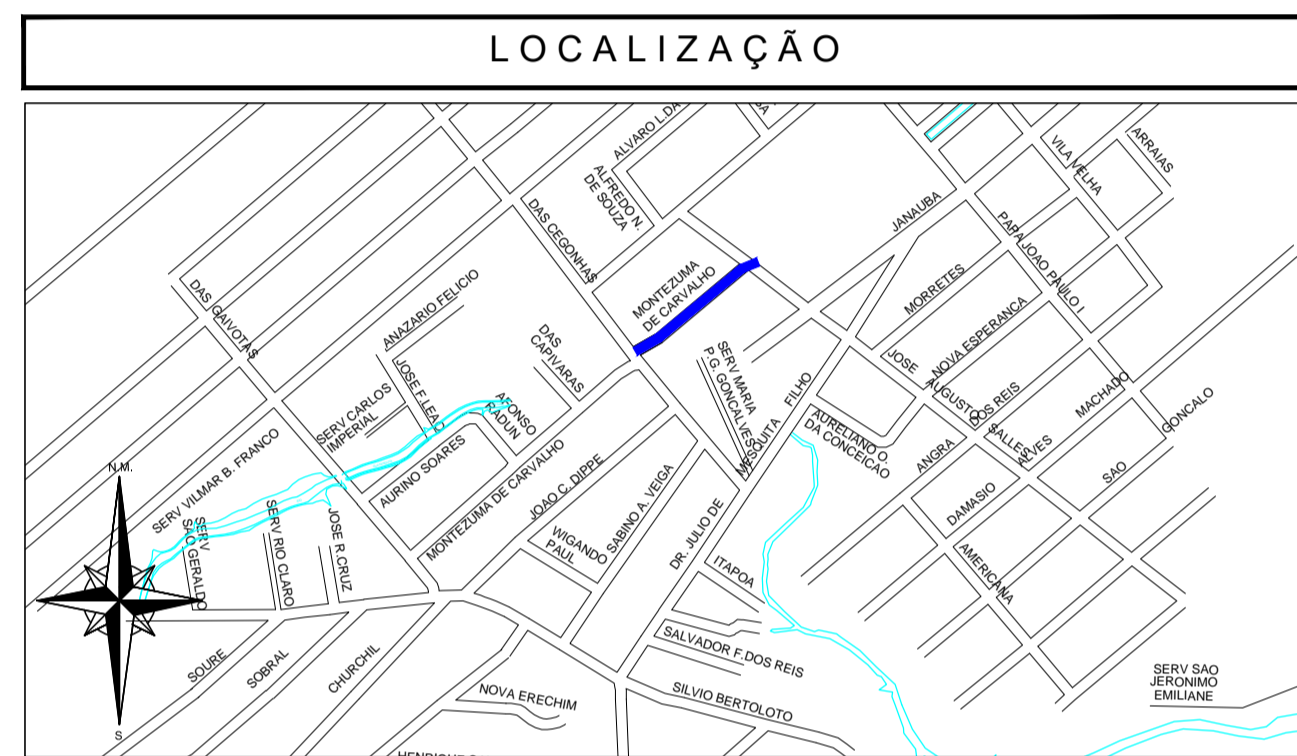 LOCALIZAÇÃO
ALVARO L.DA
SA
ARRAIAS
VILA VELHA
ALFREDO N.
DE SOUZA
DAS CEGONHAS
JANAUBA
PAPA JOAO PAULO I
MONTEZUMA
DE CARVALHO
MORRETES
DAS GAIVOTAS
ANAZARIO FELICIO
NOVA ESPERANCA
DAS
CAPIVARAS
JOSE F.LEAO
SERV MARIA
P.G. GONCALVES
JOSE
AUGUSTO
SALLES
SERV CARLOS
IMPERIAL
AFONSO
RADUN
DR. JULIO DE
MESQUITA
FILHO
AURELIANO O.
DA CONCEICAO
ANGRA
DOS REIS
MACHADO
ALVES
DAMASIO
SAO
GONCALO
SERV VILMAR B. FRANCO
AURINO SOARES
MONTEZUMA DE CARVALHO
JOAO C. DIPPE
SABINO A. VEIGA
WIGANDO
PAUL
N.M.
SERV
SAO GERALDO
SERV RIO CLARO
JOSE R.CRUZ
ITAPOA
AMERICANA
SOURE
SOBRAL
CHURCHIL
SALVADOR F.DOS REIS
NOVA ERECHIM
SILVIO BERTOLOTO
SERV SAO
JERONIMO
EMILIANE
S